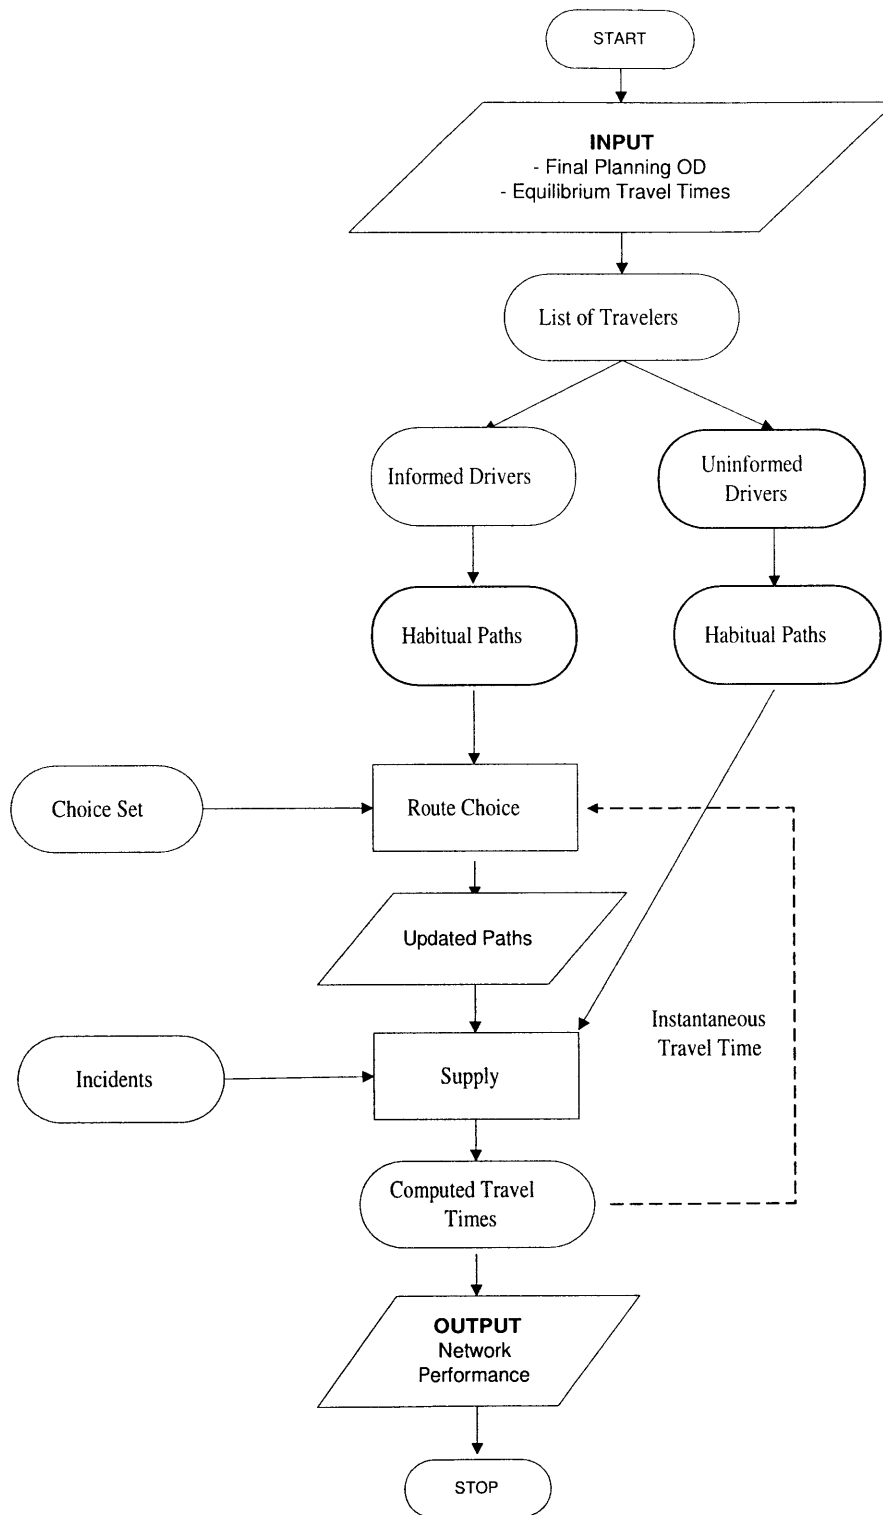 START
INPUT
- Final Planning OD
- Equilibrium Travel Times
List of Travelers
Informed Drivers
Uninformed
Drivers
Habitual Paths
Habitual Paths
Choice Set
Route Choice
Updated Paths
Instantaneous
Travel Time
Incidents
Supply
Computed Travel
Times
OUTPUT
Network
Performance
STOP